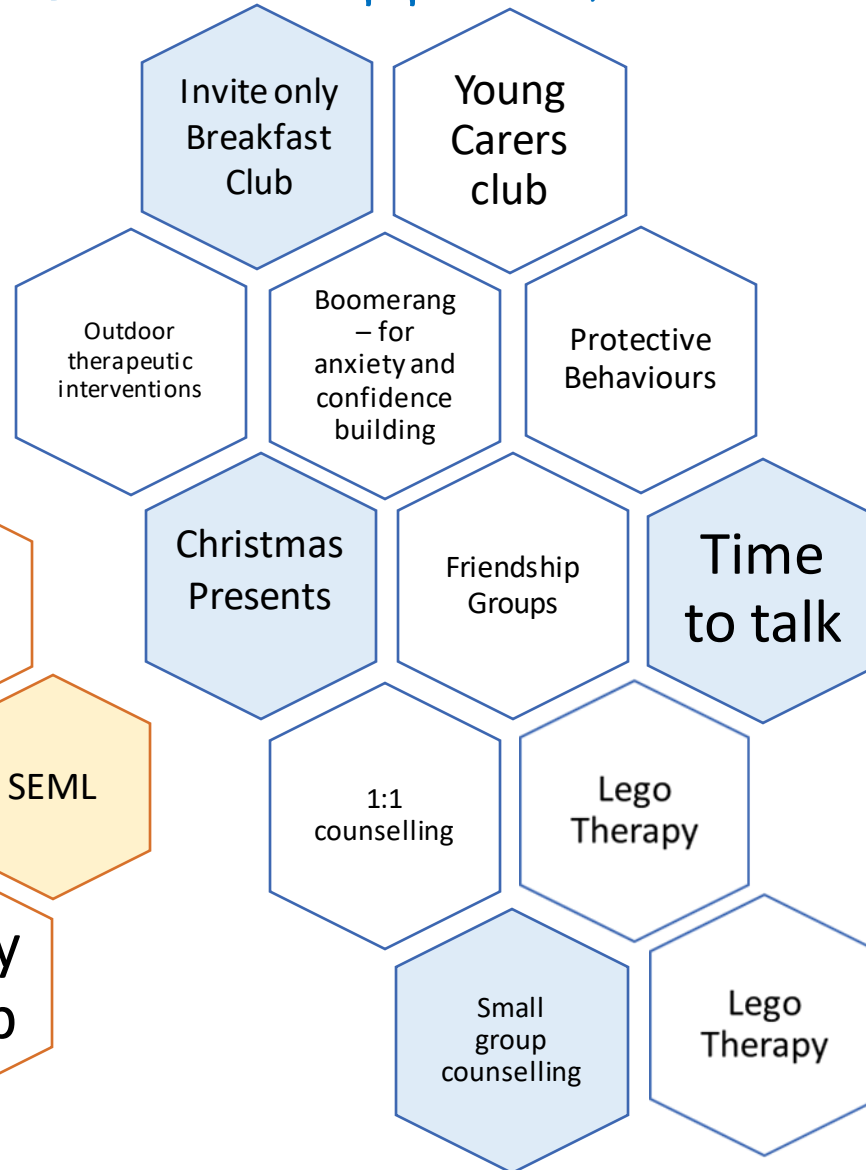 Invite only
Breakfast
Club
Young
Carers
club
Outdoor
therapeutic
interventions
Boomerang
– for
anxiety and
confidence
building
Protective
Behaviours
Christmas
Presents
Friendship
Groups
Time
to talk
SEML
1:1
counselling
Lego
Therapy
Small
group
counselling
Lego
Therapy